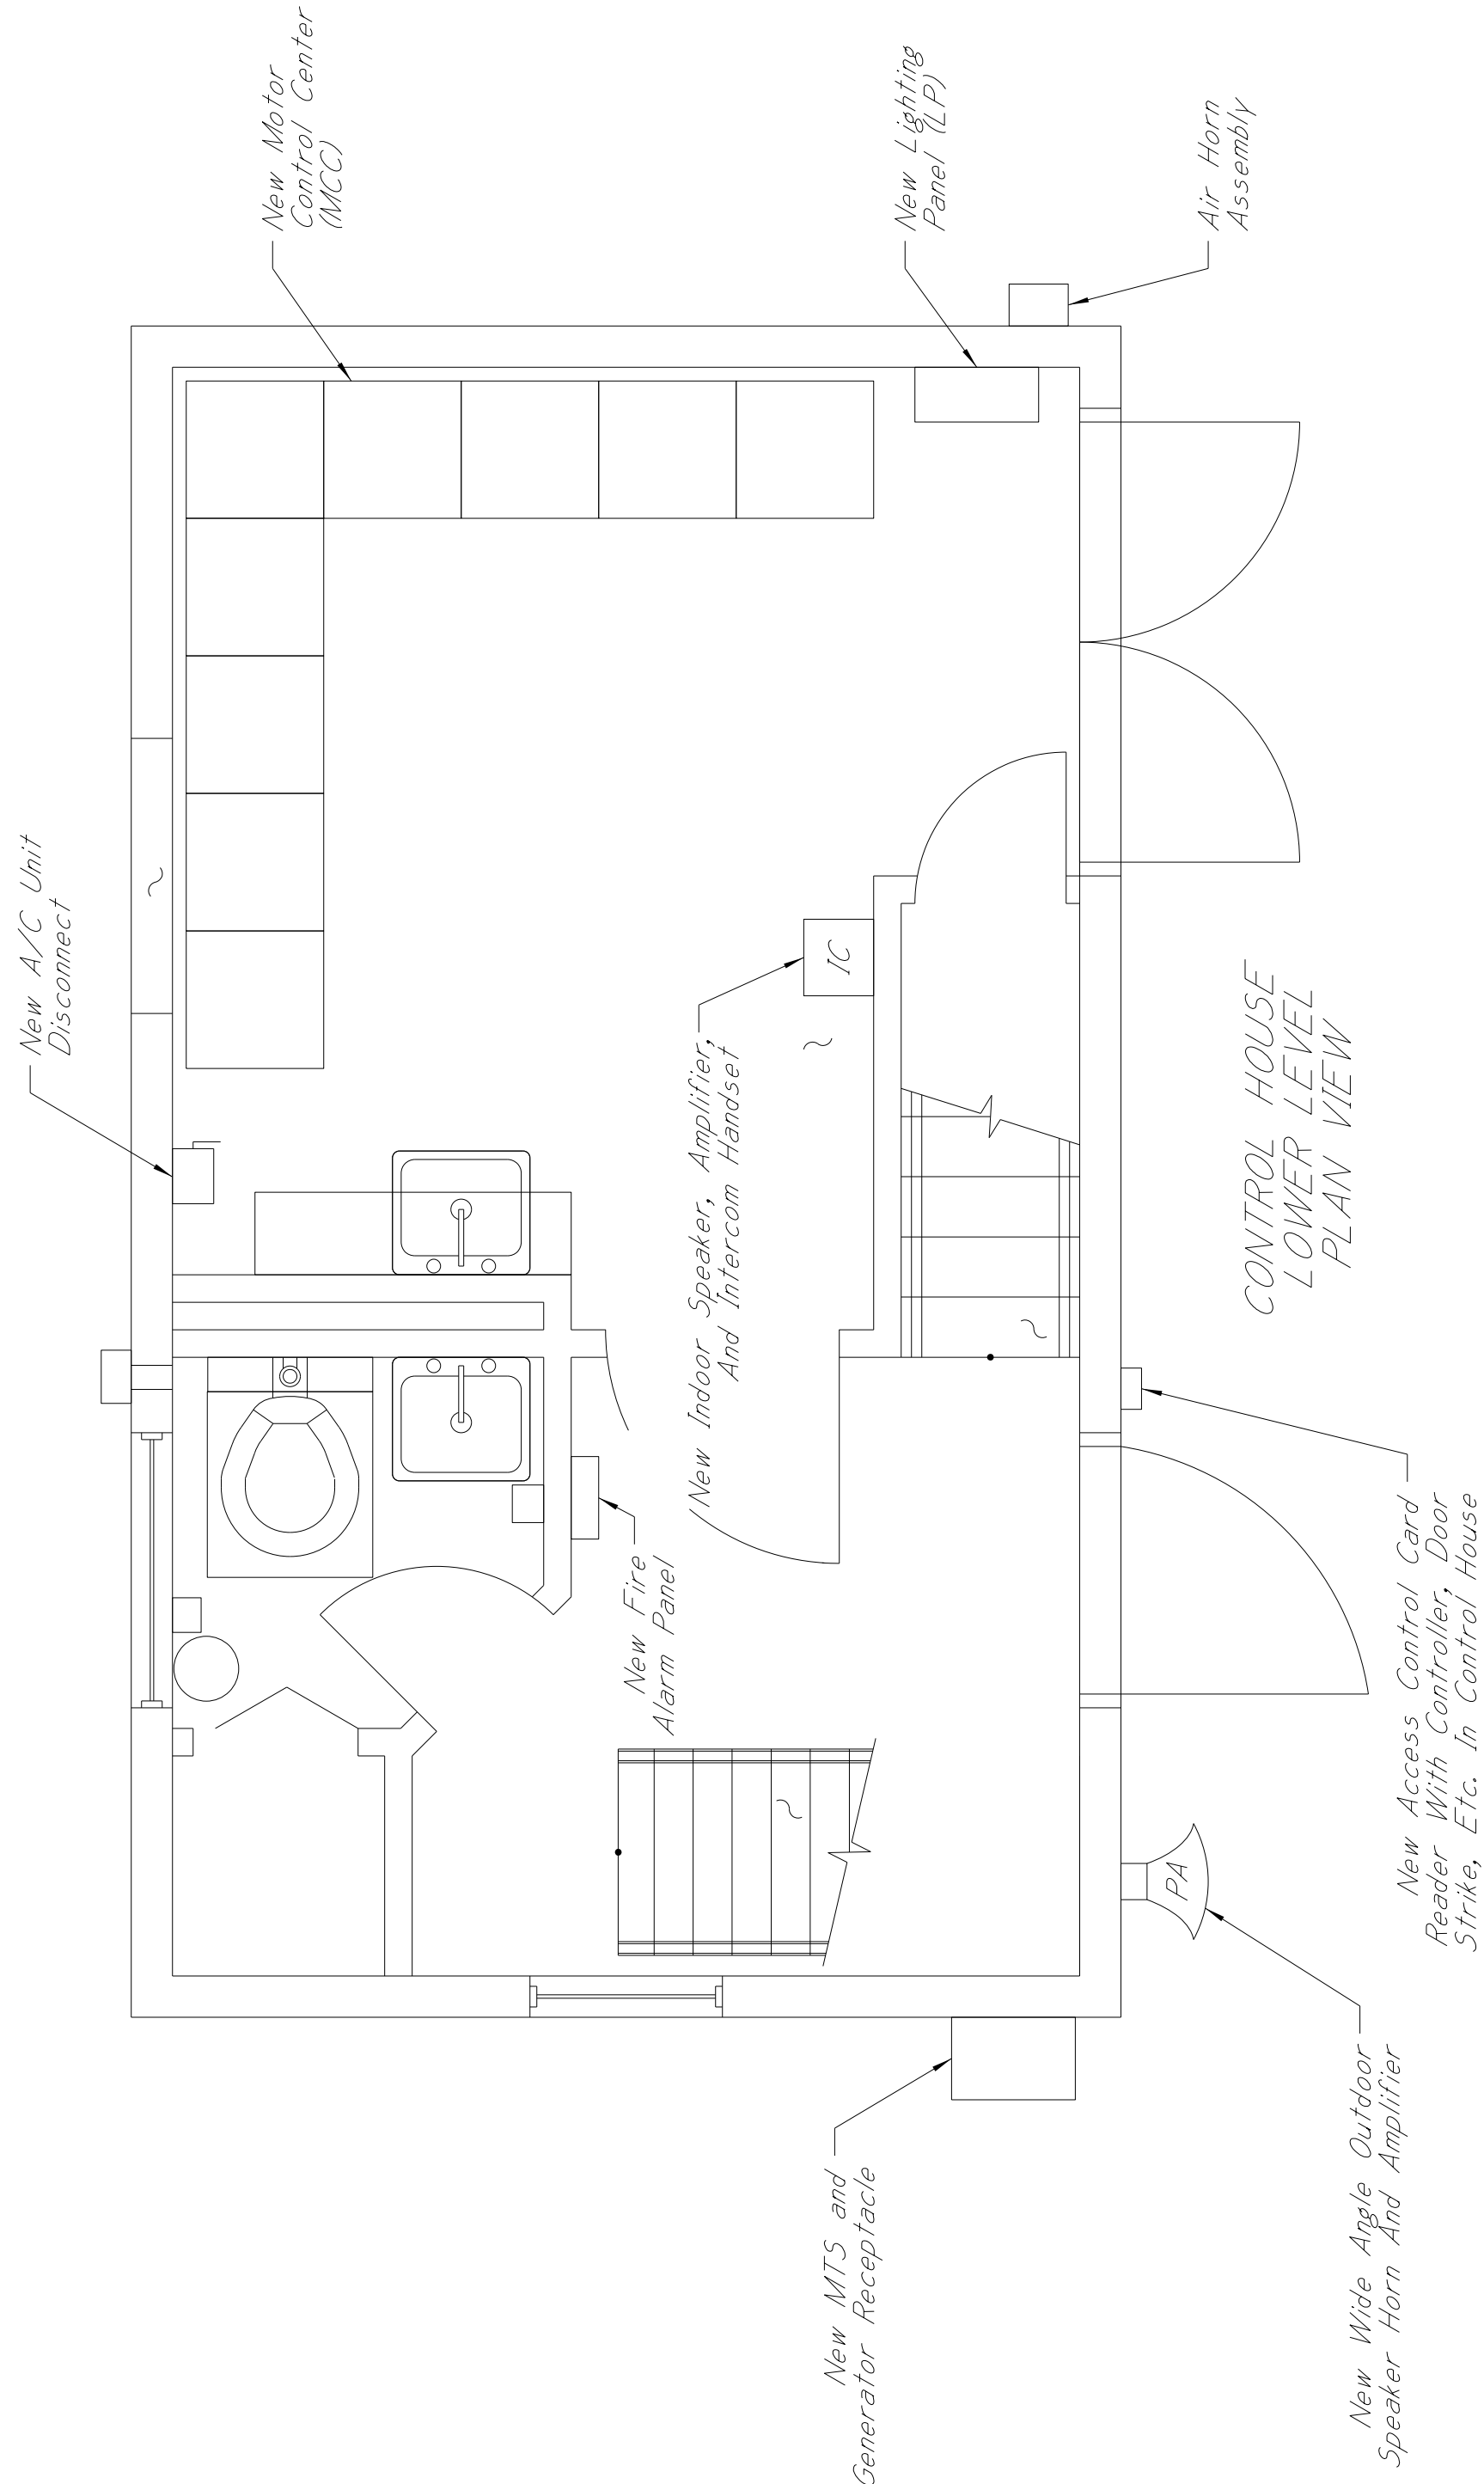 New A/C Unit
Disconnect
New Motor
Control Center
(MCC)
New Lighting
Panel (LP)
Air Horn
Assembly
New Indoor Speaker, Amplifier,
And Intercom Handset
IC
New Fire
Alarm Panel
New MTS and
Generator Receptacle
PA
New Wide Angle Outdoor
Speaker Horn And Amplifier
New Access Control Card
Reader With Controller, Door
Strike, Etc. In Control House
CONTROL HOUSE
LOWER LEVEL
PLAN VIEW